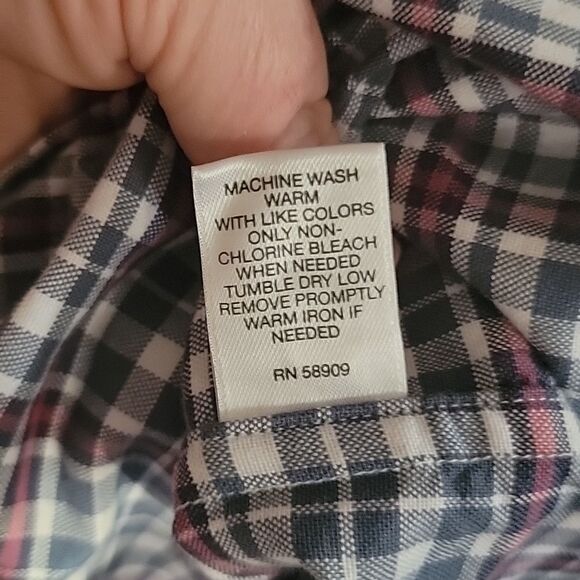 MACHINE WASH
WARM
WITH LIKE COLORS
ONLY NON-
CHLORINE BLEACH
WHEN NEEDED
TUMBLE DRY LOW
REMOVE PROMPTLY
WARM IRON IF
NEEDED
RN 58909